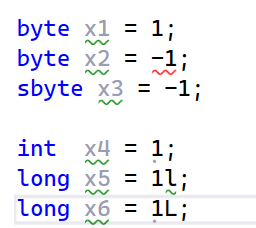 byte x1 = 1;
byte x2 = -1;
sbyte x3 = -1;
int x4 = 1;
long x5 = 1l;
long x6 = 1L;